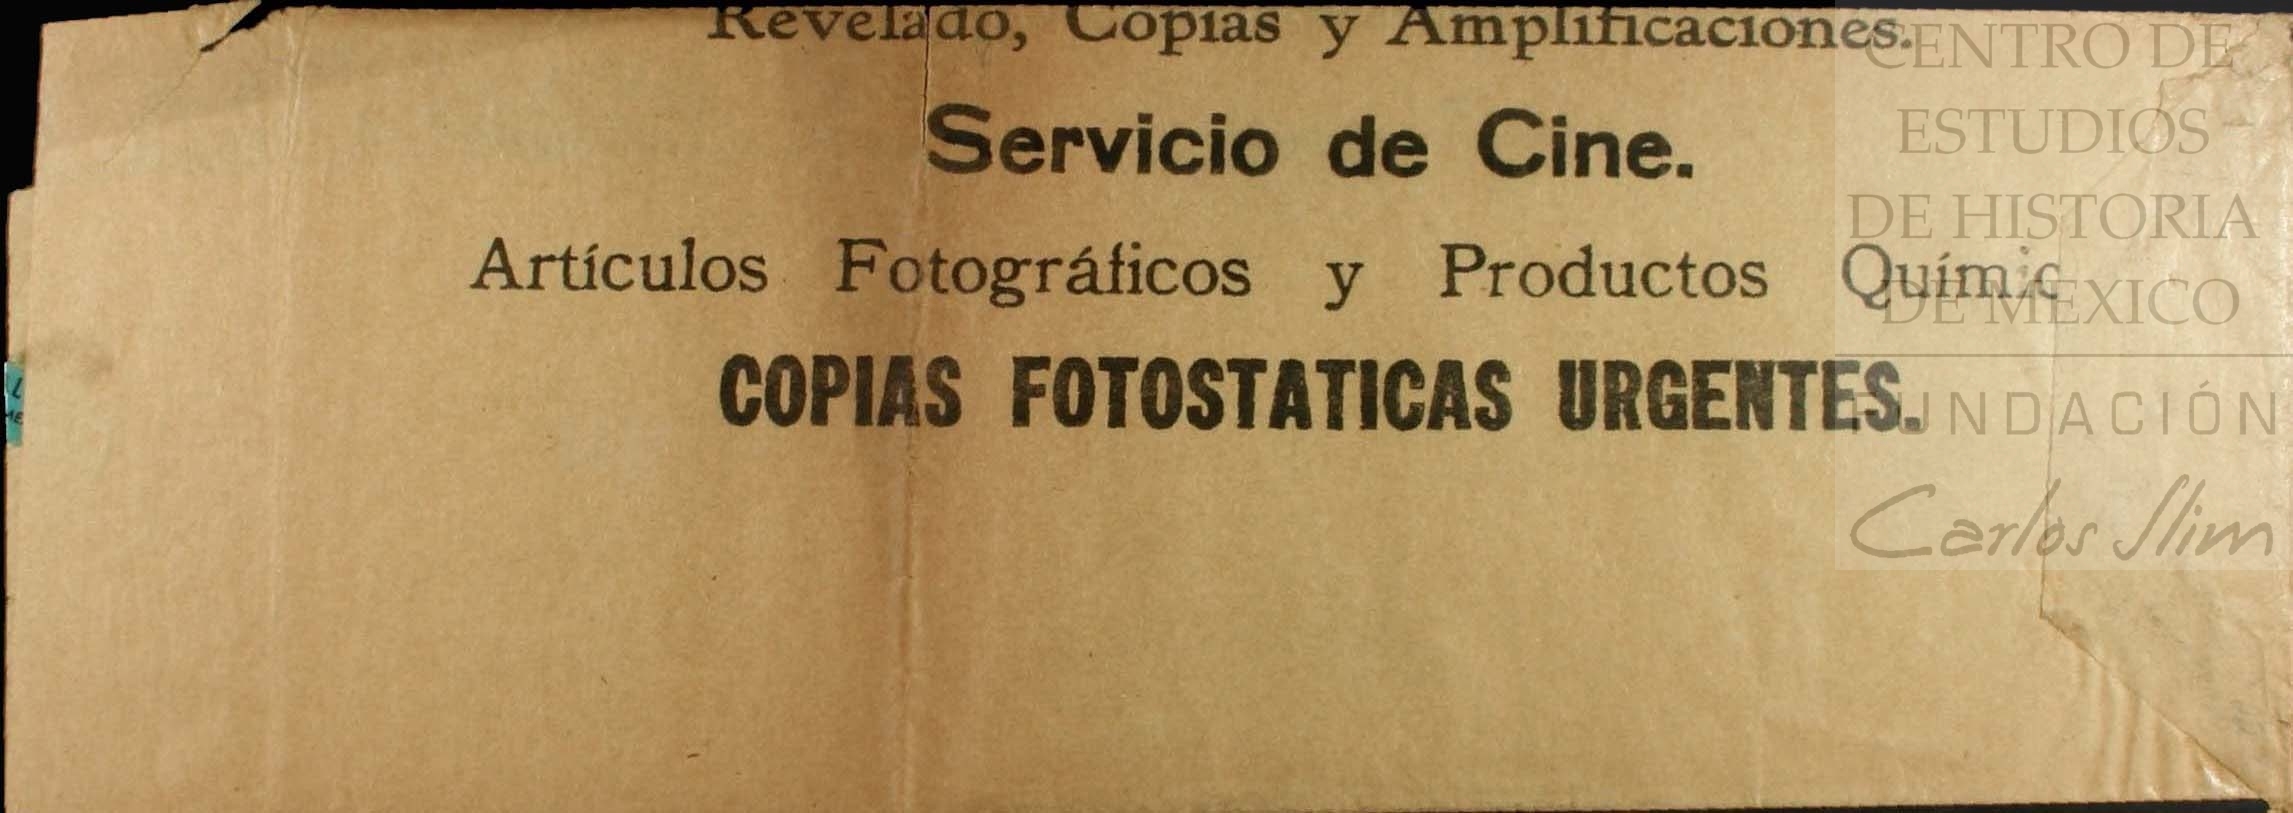 Revelado, Copias y Amplificaciones.
Servicio de Cine.
Artículos Fotográficos y Productos Químic
COPIAS FOTOSTATICAS URGENTES.
CENTRO DE
ESTUDIOS
DE HISTORIA
DE MEXICO
FUNDACIÓN
Carlos Slim